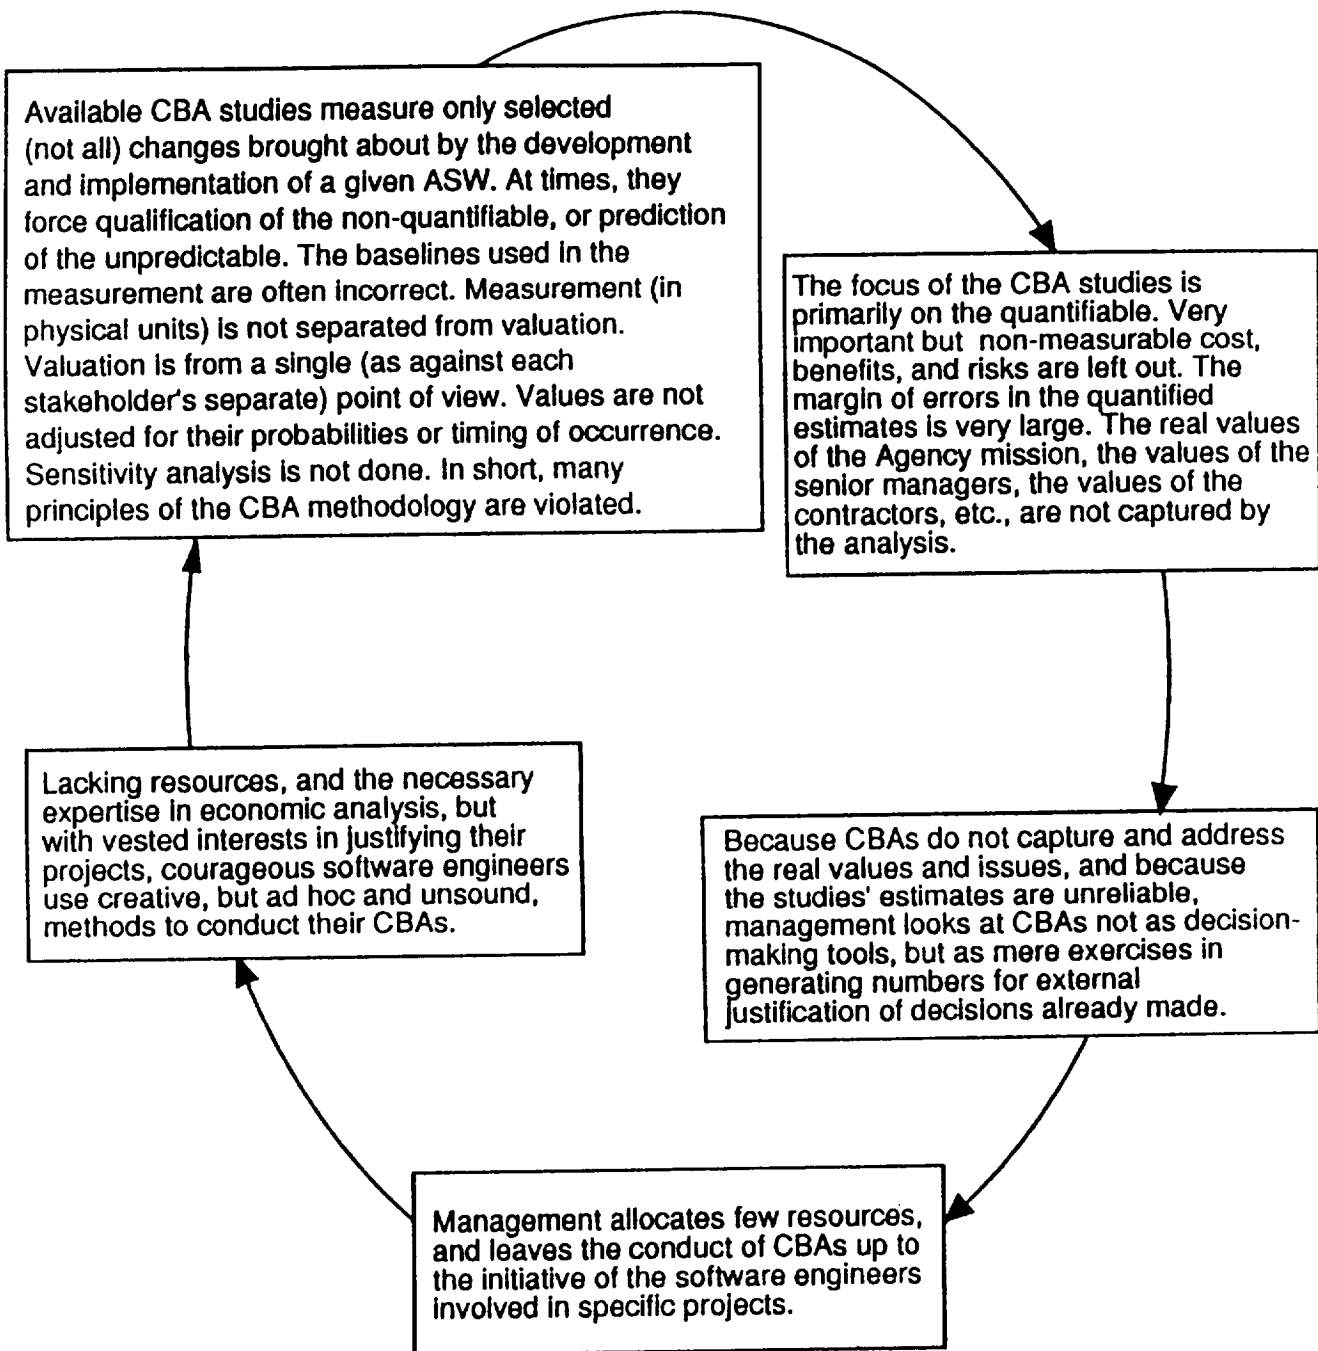 Available CBA studies measure only selected
(not all) changes brought about by the development
and implementation of a given ASW. At times, they
force qualification of the non-quantifiable, or prediction
of the unpredictable. The baselines used in the
measurement are often incorrect. Measurement (in
physical units) is not separated from valuation.
Valuation is from a single (as against each
stakeholder's separate) point of view. Values are not
adjusted for their probabilities or timing of occurrence.
Sensitivity analysis is not done. In short, many
principles of the CBA methodology are violated.
The focus of the CBA studies is
primarily on the quantifiable. Very
important but non-measurable cost,
benefits, and risks are left out. The
margin of errors in the quantified
estimates is very large. The real values
of the Agency mission, the values of the
senior managers, the values of the
contractors, etc., are not captured by
the analysis.
Because CBAs do not capture and address
the real values and issues, and because
the studies' estimates are unreliable,
management looks at CBAs not as decision-
making tools, but as mere exercises in
generating numbers for external
justification of decisions already made.
Management allocates few resources,
and leaves the conduct of CBAs up to
the initiative of the software engineers
involved in specific projects.
Lacking resources, and the necessary
expertise in economic analysis, but
with vested interests in justifying their
projects, courageous software engineers
use creative, but ad hoc and unsound,
methods to conduct their CBAs.